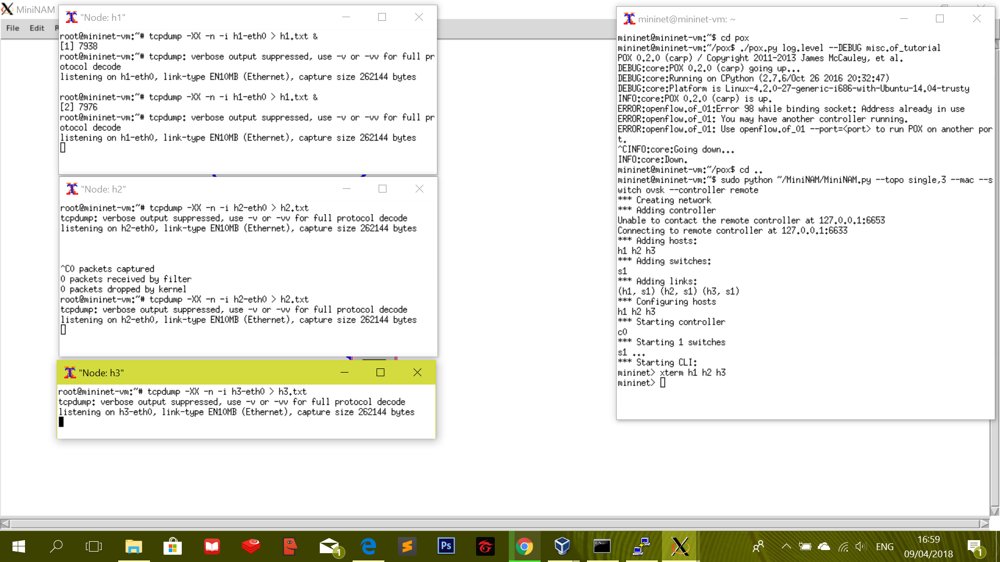 MiniNAM
File Edit
"Node: h1"
root@mininet-vm:~# tcpdump -XX -n -i h1-eth0 > h1.txt &
[1] 7938
root@mininet-vm:~# tcpdump: verbose output suppressed, use -v or -vv for full pr
otocol decode
listening on h1-eth0, link-type EN10MB (Ethernet), capture size 262144 bytes
root@mininet-vm:~# tcpdump -XX -n -i h1-eth0 > h1.txt &
[2] 7976
root@mininet-vm:~# tcpdump: verbose output suppressed, use -v or -vv for full pr
otocol decode
listening on h1-eth0, link-type EN10MB (Ethernet), capture size 262144 bytes
"Node: h2"
root@mininet-vm:~# tcpdump -XX -n -i h2-eth0 > h2.txt
tcpdump: verbose output suppressed, use -v or -vv for full protocol decode
listening on h2-eth0, link-type EN10MB (Ethernet), capture size 262144 bytes
^C0 packets captured
0 packets received by filter
0 packets dropped by kernel
root@mininet-vm:~# tcpdump -XX -n -i h2-eth0 > h2.txt
tcpdump: verbose output suppressed, use -v or -vv for full protocol decode
listening on h2-eth0, link-type EN10MB (Ethernet), capture size 262144 bytes
"Node: h3"
root@mininet-vm:~# tcpdump -XX -n -i h3-eth0 > h3.txt
tcpdump: verbose output suppressed, use -v or -vv for full protocol decode
listening on h3-eth0, link-type EN10MB (Ethernet), capture size 262144 bytes
mininet@mininet-vm: ~
mininet@mininet-vm:~$ cd pox
mininet@mininet-vm:~/pox$ ./pox.py log.level --DEBUG misc.of_tutorial
POX 0.2.0 (carp) / Copyright 2011-2013 James McCauley, et al.
DEBUG:core:POX 0.2.0 (carp) going up...
DEBUG:core:Running on CPython (2.7.6/Oct 26 2016 20:32:47)
DEBUG:core:Platform is Linux-4.2.0-27-generic-i686-with-Ubuntu-14.04-trusty
INFO:core:POX 0.2.0 (carp) is up.
ERROR:openflow.of_01:Error 98 while binding socket: Address already in use
ERROR:openflow.of_01: You may have another controller running.
ERROR:openflow.of_01: Use openflow.of_01 --port=<port> to run POX on another por
t.
^CINFO:core:Going down...
INFO:core:Down.
mininet@mininet-vm:~/pox$ cd ..
mininet@mininet-vm:~$ sudo python ~/MiniNAM/MiniNAM.py --topo single,3 --mac --s
witch ovsk --controller remote
*** Creating network
*** Adding controller
Unable to contact the remote controller at 127.0.0.1:6653
Connecting to remote controller at 127.0.0.1:6633
*** Adding hosts:
h1 h2 h3
*** Adding switches:
s1
*** Adding links:
(h1, s1) (h2, s1) (h3, s1)
*** Configuring hosts
h1 h2 h3
*** Starting controller
c0
*** Starting 1 switches
s1 ...
*** Starting CLI:
mininet> xterm h1 h2 h3
mininet>
1
Ps
ENG
16:59
09/04/2018
1